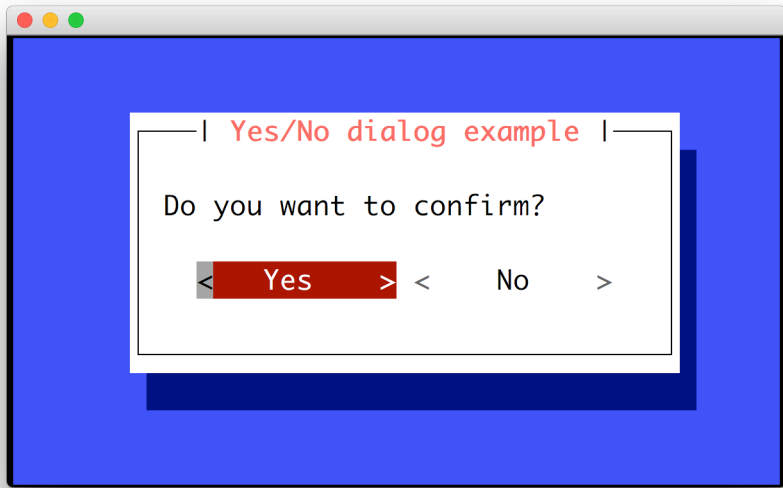 | Yes/No dialog example |
Do you want to confirm?
< Yes > < No >